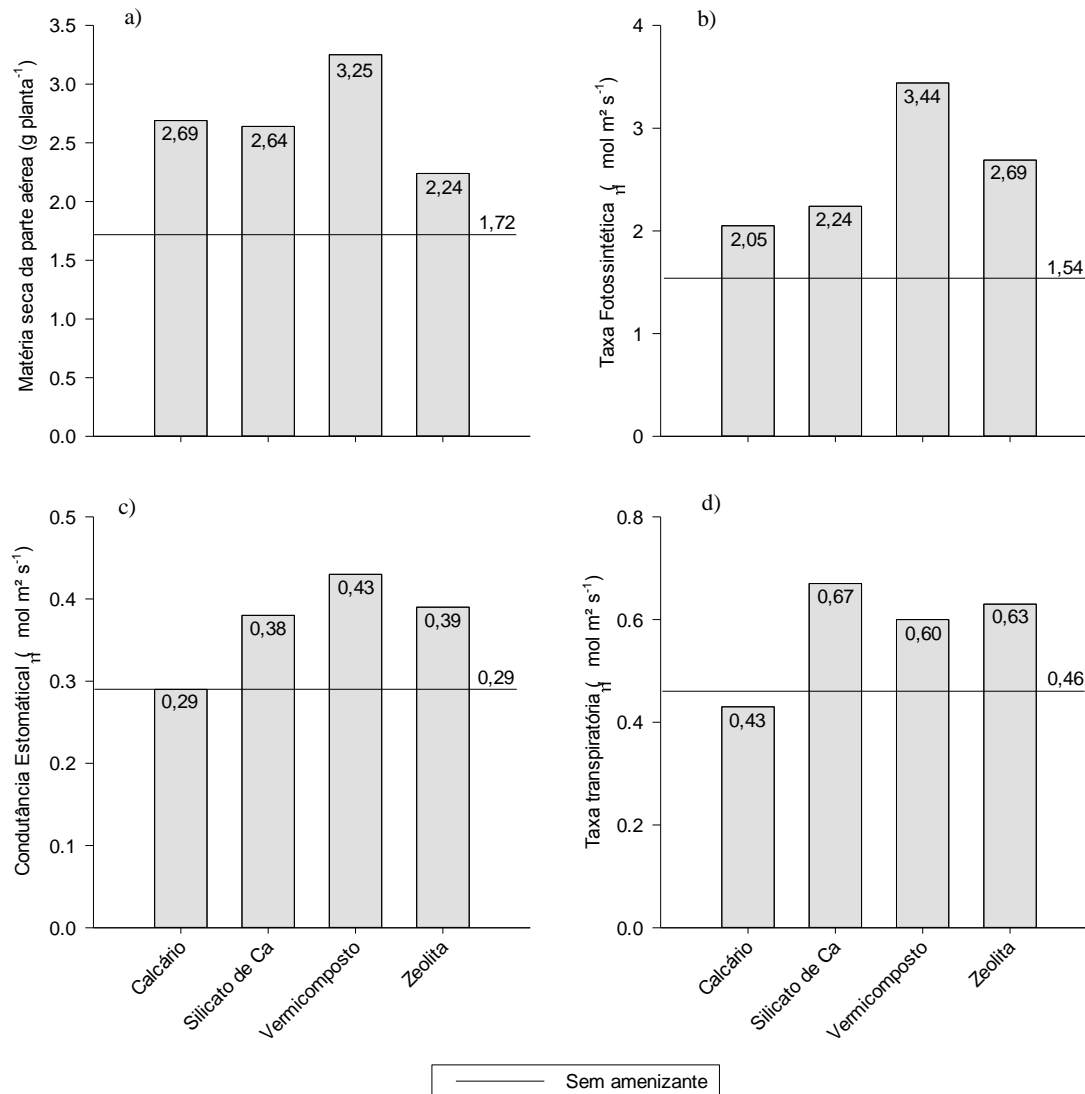 a)
Matéria seca da parte aérea (g planta⁻¹)
3.5
3.0
2.5
2.0
1.5
1.0
0.5
0.0
2,69
2,64
3,25
2,24
1,72
b)
Taxa Fotossintética ( mol m² s⁻¹)
4
3
2
1
0
2,05
2,24
3,44
2,69
1,54
c)
Condutância Estomátical ( mol m² s⁻¹)
0.5
0.4
0.3
0.2
0.1
0.0
0,29
0,38
0,43
0,39
0,29
Calcário
Silicato de Ca
Vermicomposto
Zeolita
d)
Taxa transpiratória ( mol m² s⁻¹)
0.8
0.6
0.4
0.2
0.0
0,43
0,67
0,60
0,63
0,46
Calcário
Silicato de Ca
Vermicomposto
Zeolita
Sem amenizante